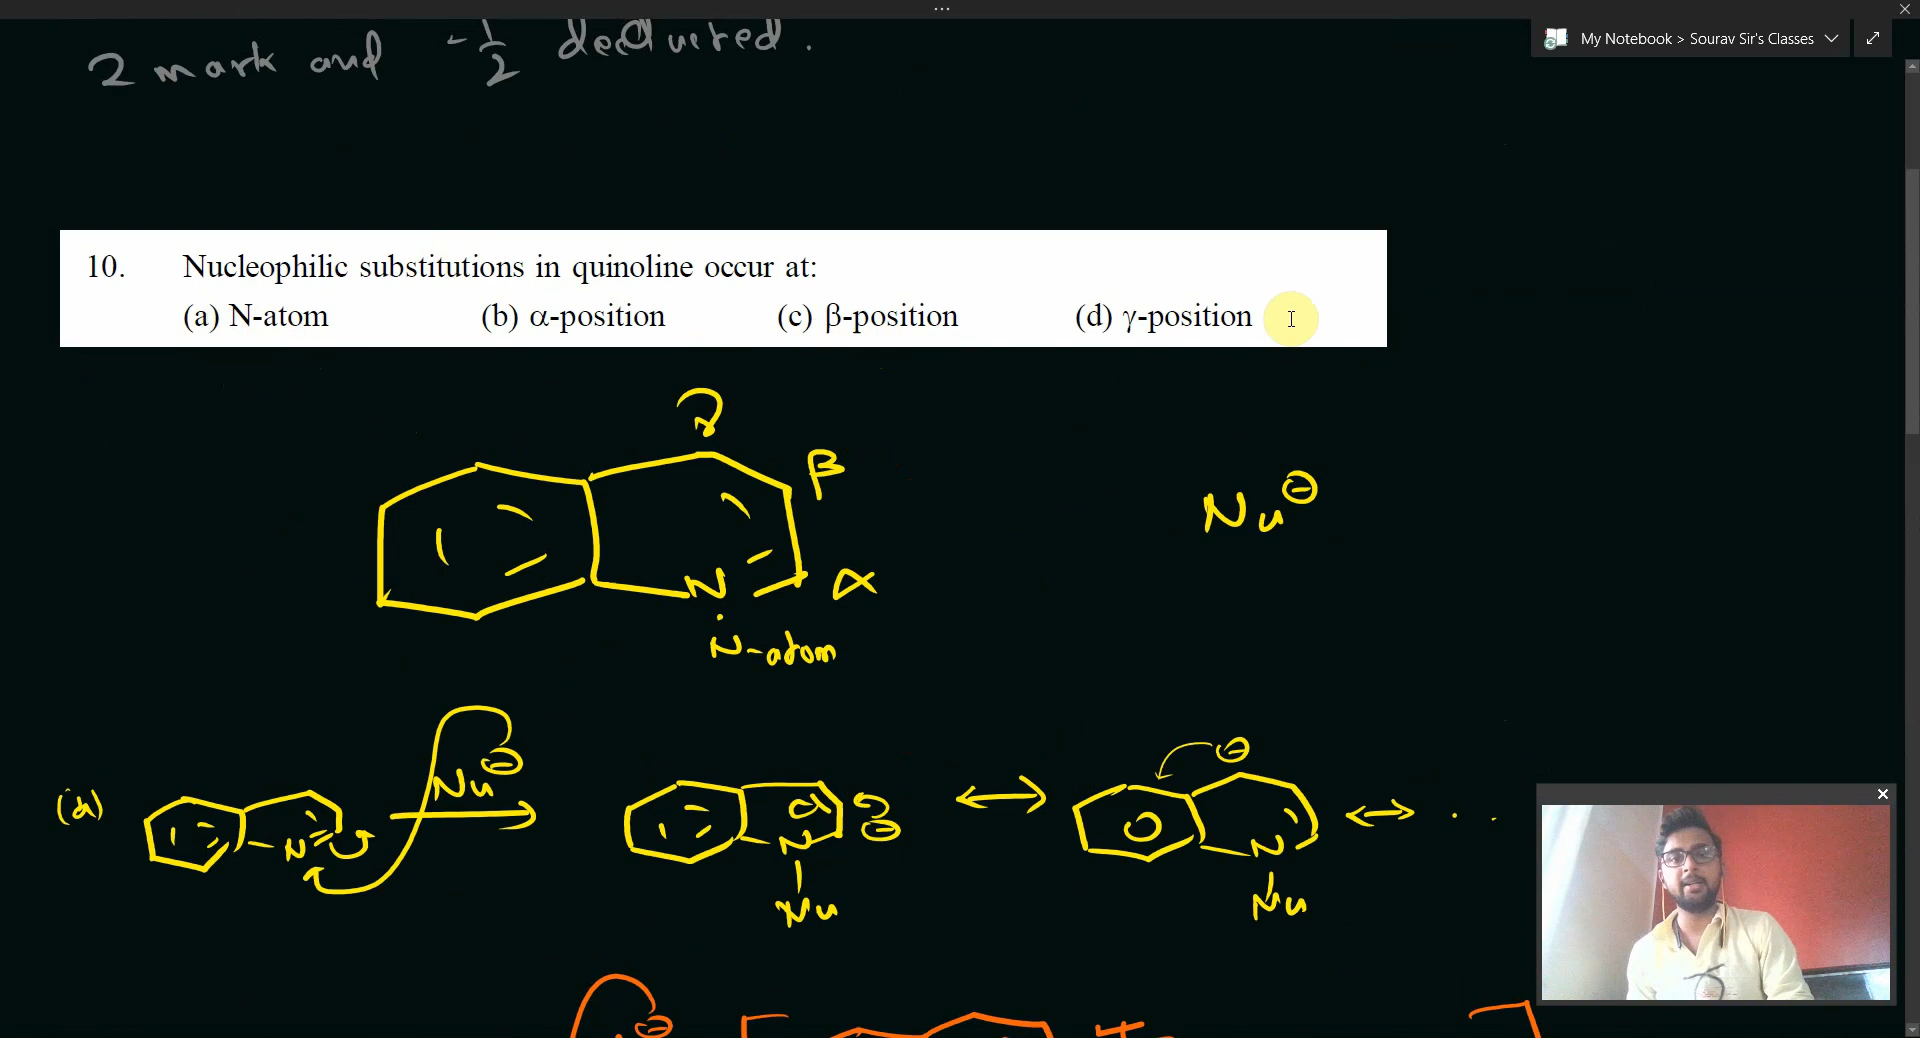 My Notebook > Sourav Sir's Classes
2 mark and - 1/2 deducted.
10. Nucleophilic substitutions in quinoline occur at:
(a) N-atom (b) α-position (c) β-position (d) γ-position
γ
β
Nu⊖
N α
N-atom
Nu⊖
(a) N N ⊖ ⟷ ⊖ N ⟷ . .
Nu Nu